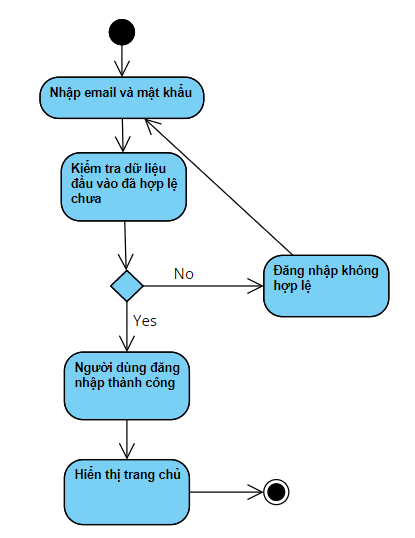 Nhập email và mật khẩu
Kiểm tra dữ liệu
đầu vào đã hợp lệ
chưa
No
Đăng nhập không
hợp lệ
Yes
Người dùng đăng
nhập thành công
Hiển thị trang chủ